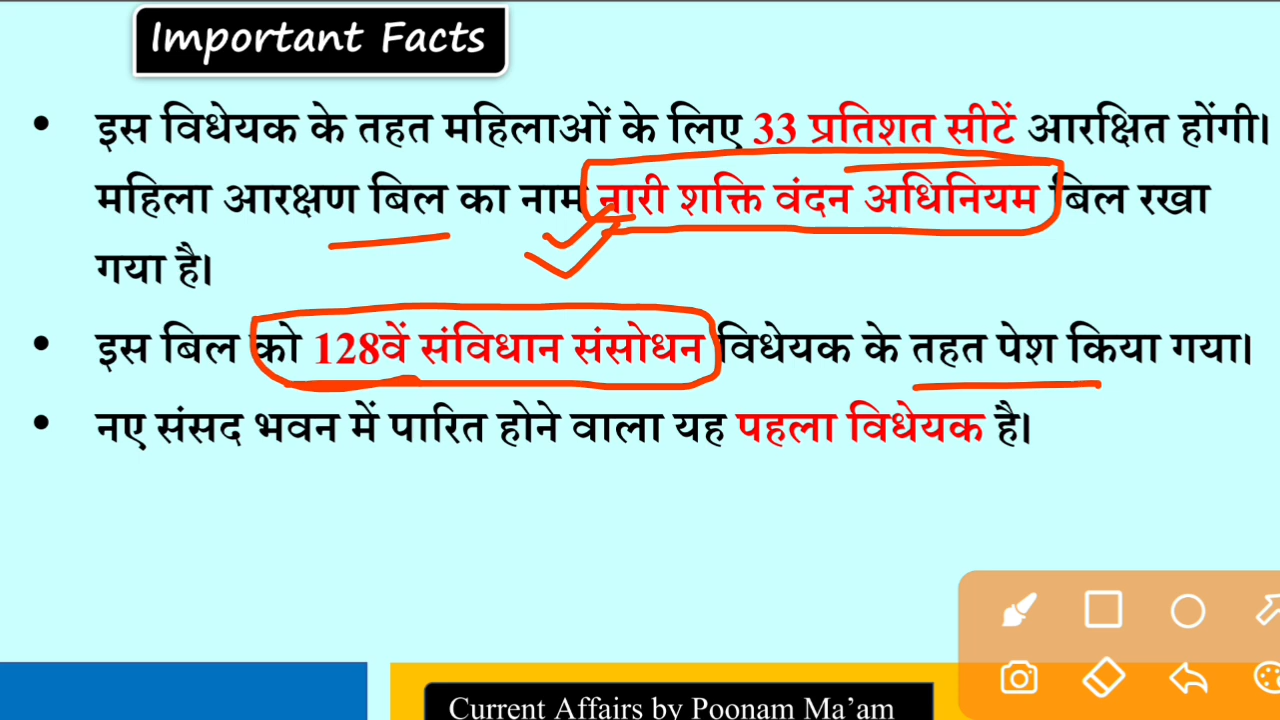 Important Facts
• इस विधेयक के तहत महिलाओं के लिए 33 प्रतिशत सीटें आरक्षित होंगी।
महिला आरक्षण बिल का नाम नारी शक्ति वंदन अधिनियम बिल रखा
गया है।
• इस बिल को 128वें संविधान संसोधन विधेयक के तहत पेश किया गया।
• नए संसद भवन में पारित होने वाला यह पहला विधेयक है।
Current Affairs by Poonam Ma’am